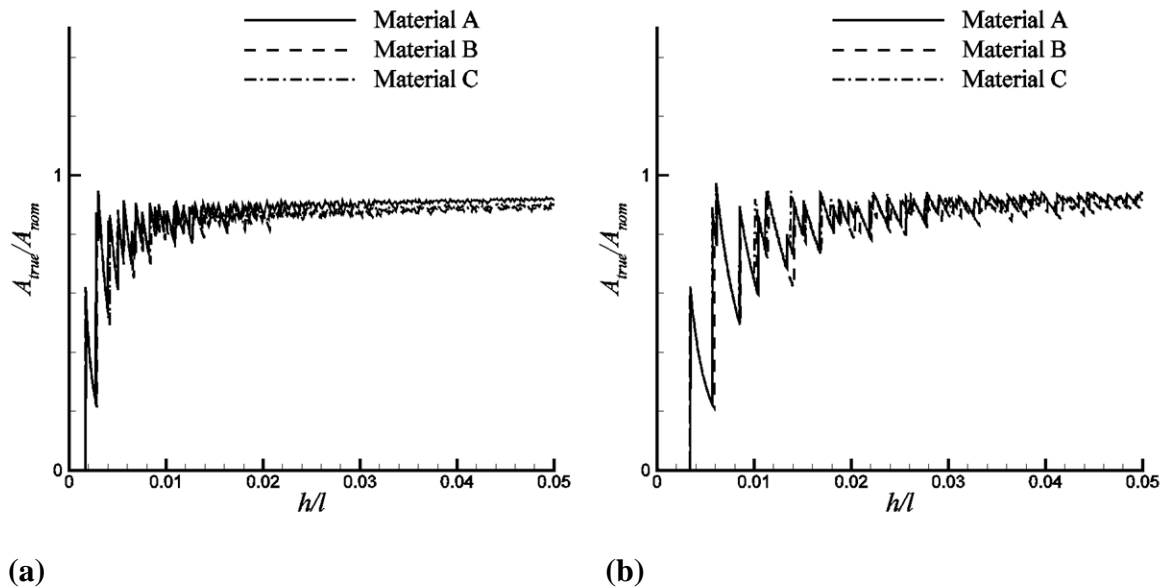 Material A
Material B
Material C
1
0
A_true/A_nom
0
0.01
0.02
0.03
0.04
0.05
h/l
(a)
Material A
Material B
Material C
1
0
A_true/A_nom
0
0.01
0.02
0.03
0.04
0.05
h/l
(b)